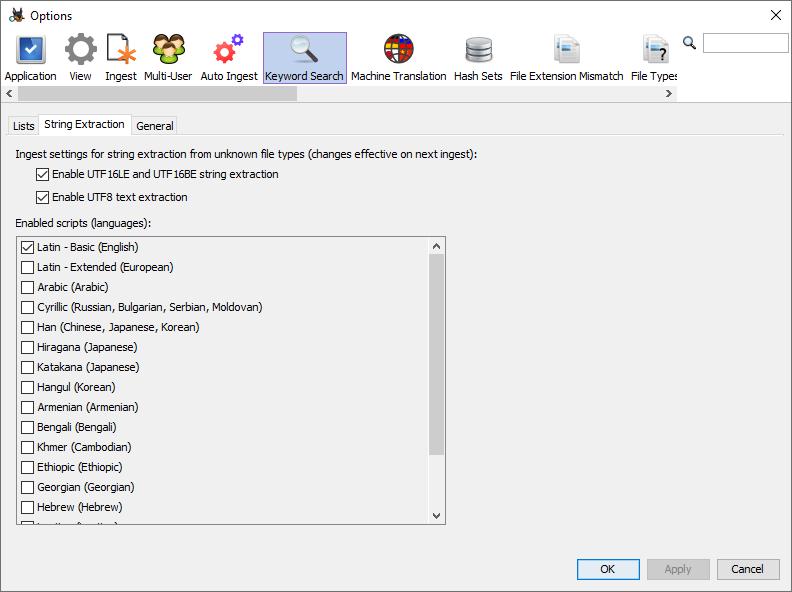 Options
Application View Ingest Multi-User Auto Ingest Keyword Search Machine Translation Hash Sets File Extension Mismatch File Types
Lists String Extraction General
Ingest settings for string extraction from unknown file types (changes effective on next ingest):
Enable UTF16LE and UTF16BE string extraction
Enable UTF8 text extraction
Enabled scripts (languages):
Latin - Basic (English)
Latin - Extended (European)
Arabic (Arabic)
Cyrillic (Russian, Bulgarian, Serbian, Moldovan)
Han (Chinese, Japanese, Korean)
Hiragana (Japanese)
Katakana (Japanese)
Hangul (Korean)
Armenian (Armenian)
Bengali (Bengali)
Khmer (Cambodian)
Ethiopic (Ethiopic)
Georgian (Georgian)
Hebrew (Hebrew)
OK Apply Cancel